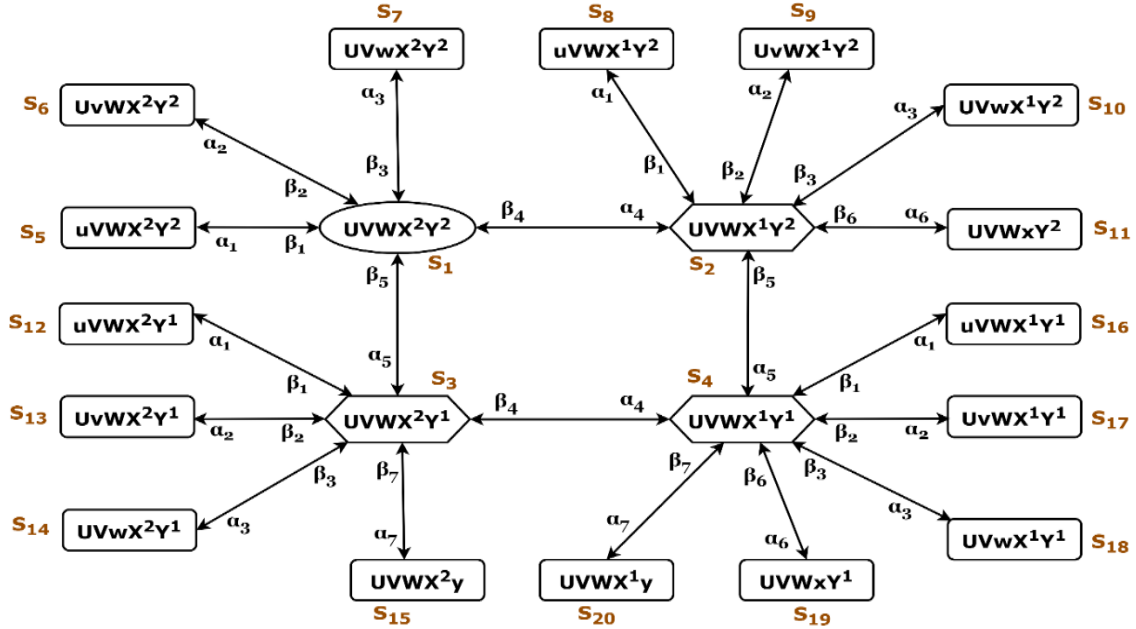 S₇ S₈ S₉
UVwX²Y² uVWX¹Y² UvWX¹Y²
S₆ UvWX²Y² α₃ α₁ α₂ α₃ UVwX¹Y² S₁₀
α₂
β₃ β₁ β₂ β₃
β₂
S₅ uVWX²Y² α₁ β₁ UVWX²Y² β₄ α₄ UVWX¹Y² β₆ α₆ UVWxY² S₁₁
S₁ S₂
β₅ β₅
S₁₂ uVWX²Y¹ α₁ uVWX¹Y¹ S₁₆
α₁
α₅ S₃ S₄ α₅
β₁ β₁
S₁₃ UvWX²Y¹ α₂ β₂ UVWX²Y¹ β₄ α₄ UVWX¹Y¹ β₂ α₂ UvWX¹Y¹ S₁₇
β₃ β₇ β₇ β₆ β₃
S₁₄ UVwX²Y¹ α₃ α₃ UVwX¹Y¹ S₁₈
α₇ α₇ α₆
UVWX²y UVWX¹y UVWxY¹
S₁₅ S₂₀ S₁₉